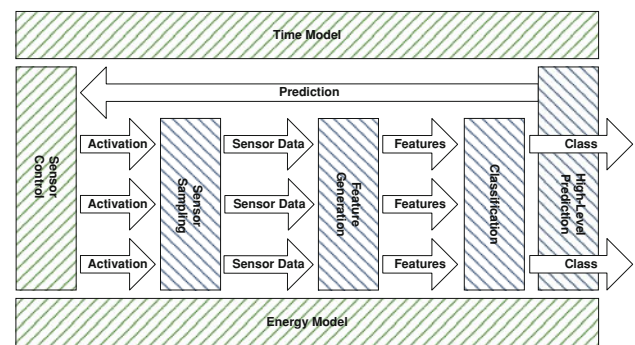 Time Model
Prediction
Sensor
Control
Activation
Activation
Activation
Sensor
Sampling
Sensor Data
Sensor Data
Sensor Data
Feature
Generation
Features
Features
Features
Classification
Class
Class
High-Level
Prediction
Energy Model